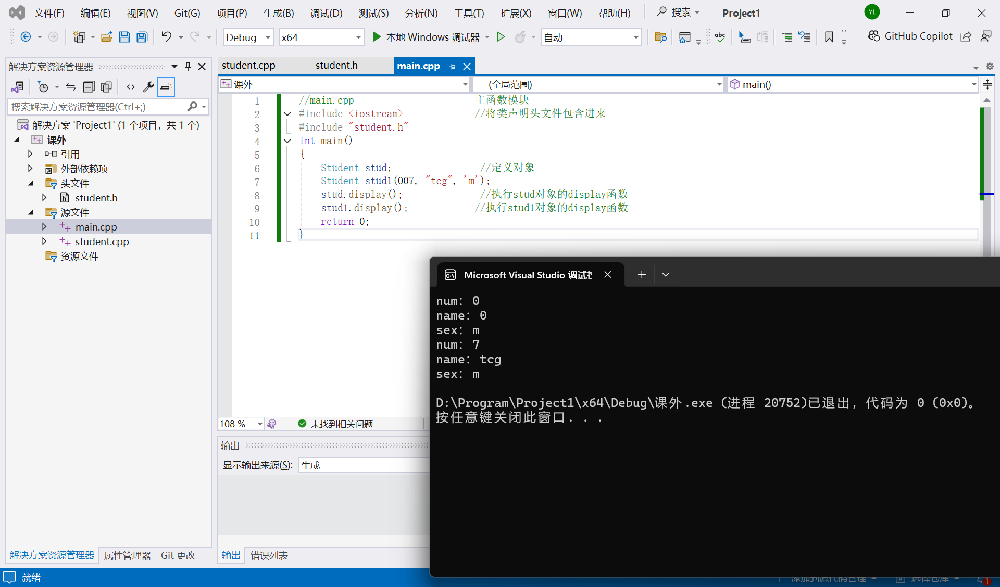 文件(F) 编辑(E) 视图(V) Git(G) 项目(P) 生成(B) 调试(D) 测试(S) 分析(N) 工具(T) 扩展(X) 窗口(W) 帮助(H) 搜索 Project1 YL
Debug x64 本地 Windows 调试器 自动 abc GitHub Copilot
解决方案资源管理器
搜索解决方案资源管理器(Ctrl+;)
解决方案 'Project1' (1 个项目，共 1 个)
课外
引用
外部依赖项
头文件
student.h
源文件
main.cpp
student.cpp
资源文件
解决方案资源管理器 属性管理器 Git 更改
student.cpp student.h main.cpp
课外 (全局范围) main()
1 //main.cpp 主函数模块
2 #include <iostream> //将类声明头文件包含进来
3 #include "student.h"
4 int main()
5 {
6 Student stud; //定义对象
7 Student stud1(007, "tcg", 'm');
8 stud.display(); //执行stud对象的display函数
9 stud1.display(); //执行stud1对象的display函数
10 return 0;
11 }
108 % 未找到相关问题
输出
显示输出来源(S): 生成
输出 错误列表
Microsoft Visual Studio 调试
num: 0
name: 0
sex: m
num: 7
name: tcg
sex: m
D:\Program\Project1\x64\Debug\课外.exe (进程 20752)已退出，代码为 0 (0x0)。
按任意键关闭此窗口. . .
就绪 添加到源代码管理 选择仓库 1